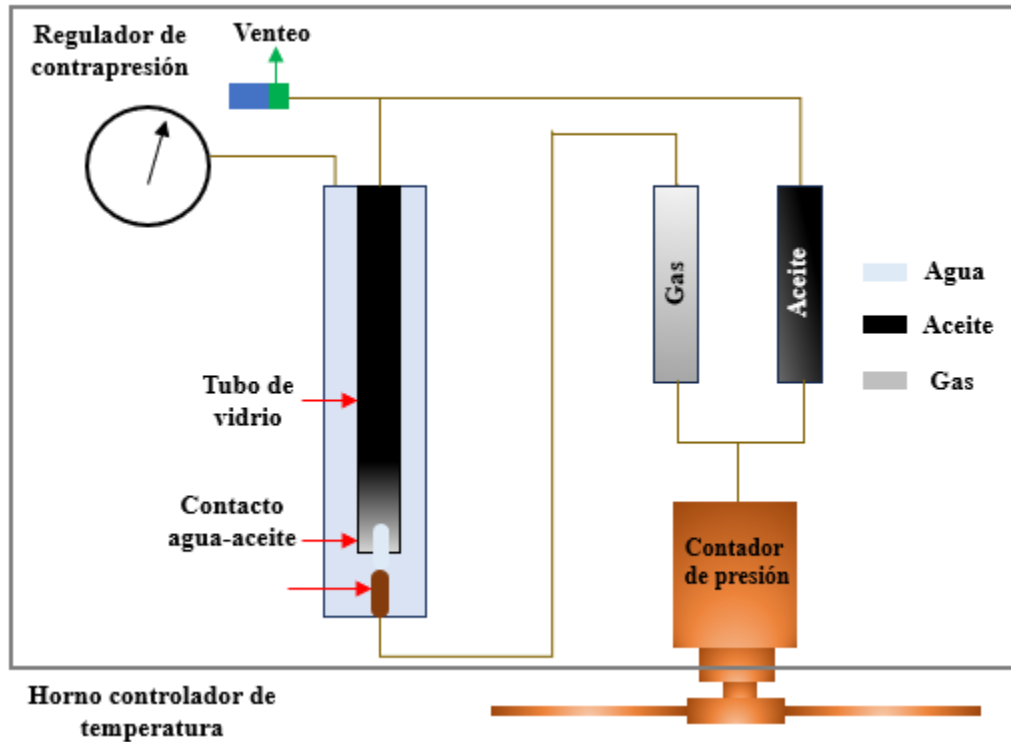 Regulador de
contrapresión
Venteo
Gas
Aceite
Agua
Aceite
Gas
Tubo de
vidrio
Contacto
agua-aceite
Contador
de presión
Horno controlador de
temperatura